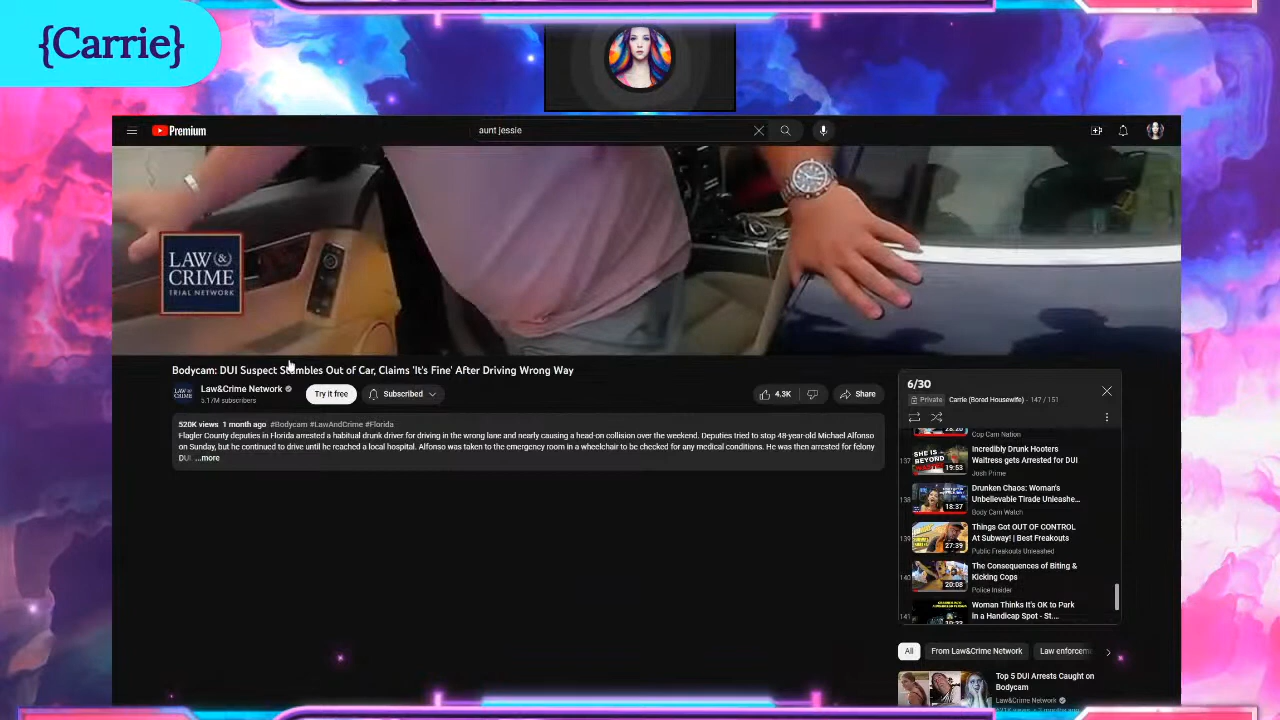 {Carrie}
Premium
aunt jessie
LAW &
CRIME
TRIAL NETWORK
Bodycam: DUI Suspect Stumbles Out of Car, Claims 'It's Fine' After Driving Wrong Way
Law&Crime Network
5.17M subscribers
Try it free
Subscribed
4.3K
Share
520K views 1 month ago #Bodycam #LawAndCrime #Florida
Flagler County deputies in Florida arrested a habitual drunk driver for driving in the wrong lane and nearly causing a head-on collision over the weekend. Deputies tried to stop 48-year-old Michael Alfonso
on Sunday, but he continued to drive until he reached a local hospital. Alfonso was taken to the emergency room in a wheelchair to be checked for any medical conditions. He was then arrested for felony
DUI. ...more
6/30
Private Carrie (Bored Housewife) - 147 / 151
Cop Cam Nation
137
SHE IS
BEYOND
19:53
Incredibly Drunk Hooters
Waitress gets Arrested for DUI
Josh Prime
138
18:37
Drunken Chaos: Woman's
Unbelievable Tirade Unleashe...
Body Cam Watch
139
27:39
Things Got OUT OF CONTROL
At Subway! | Best Freakouts
Public Freakouts Unleashed
140
20:08
The Consequences of Biting &
Kicking Cops
Police Insider
141
Woman Thinks It's OK to Park
in a Handicap Spot - St....
All
From Law&Crime Network
Law enforcem
Top 5 DUI Arrests Caught on
Bodycam
Law&Crime Network